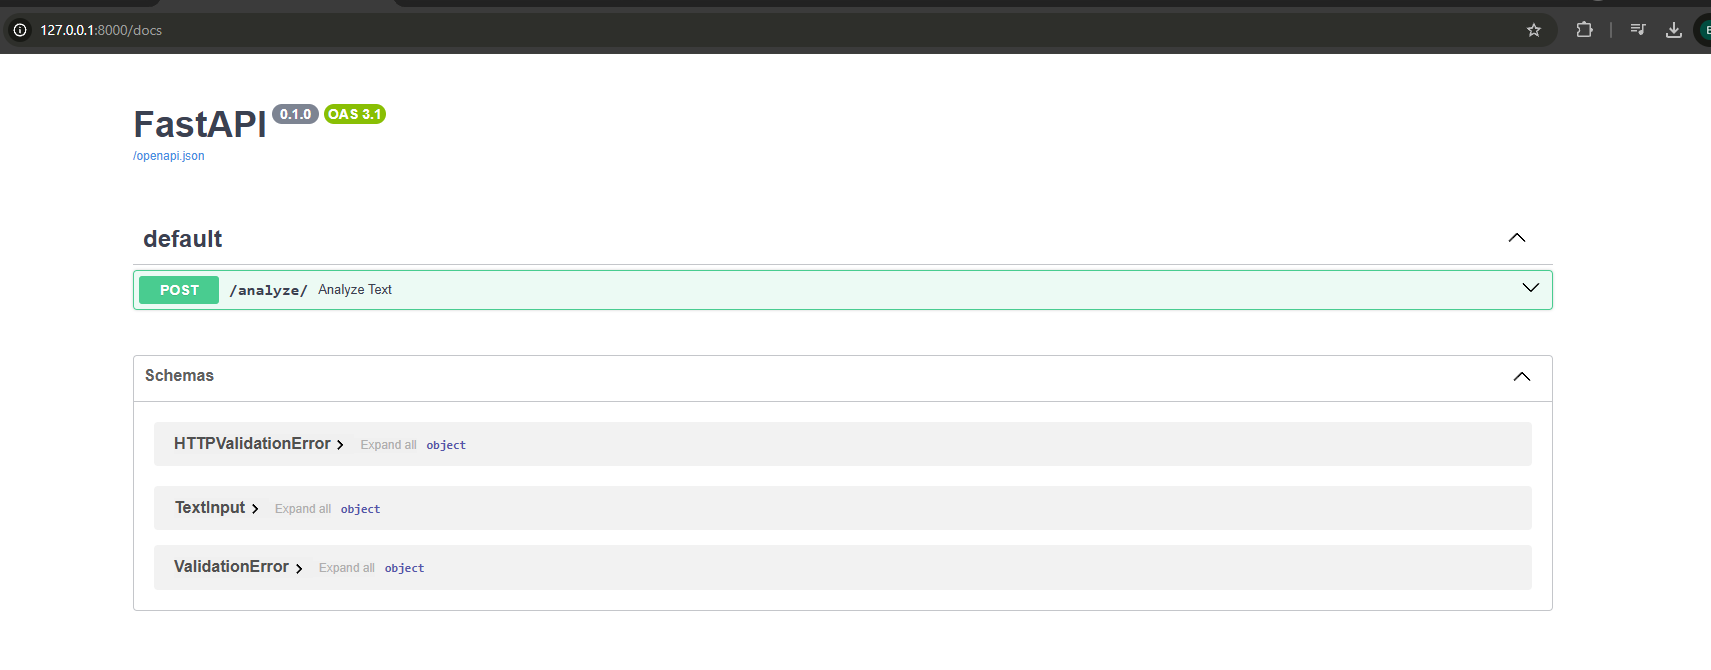 127.0.0.1:8000/docs
FastAPI 0.1.0 OAS 3.1
/openapi.json
default
POST /analyze/ Analyze Text
Schemas
HTTPValidationError Expand all object
TextInput Expand all object
ValidationError Expand all object